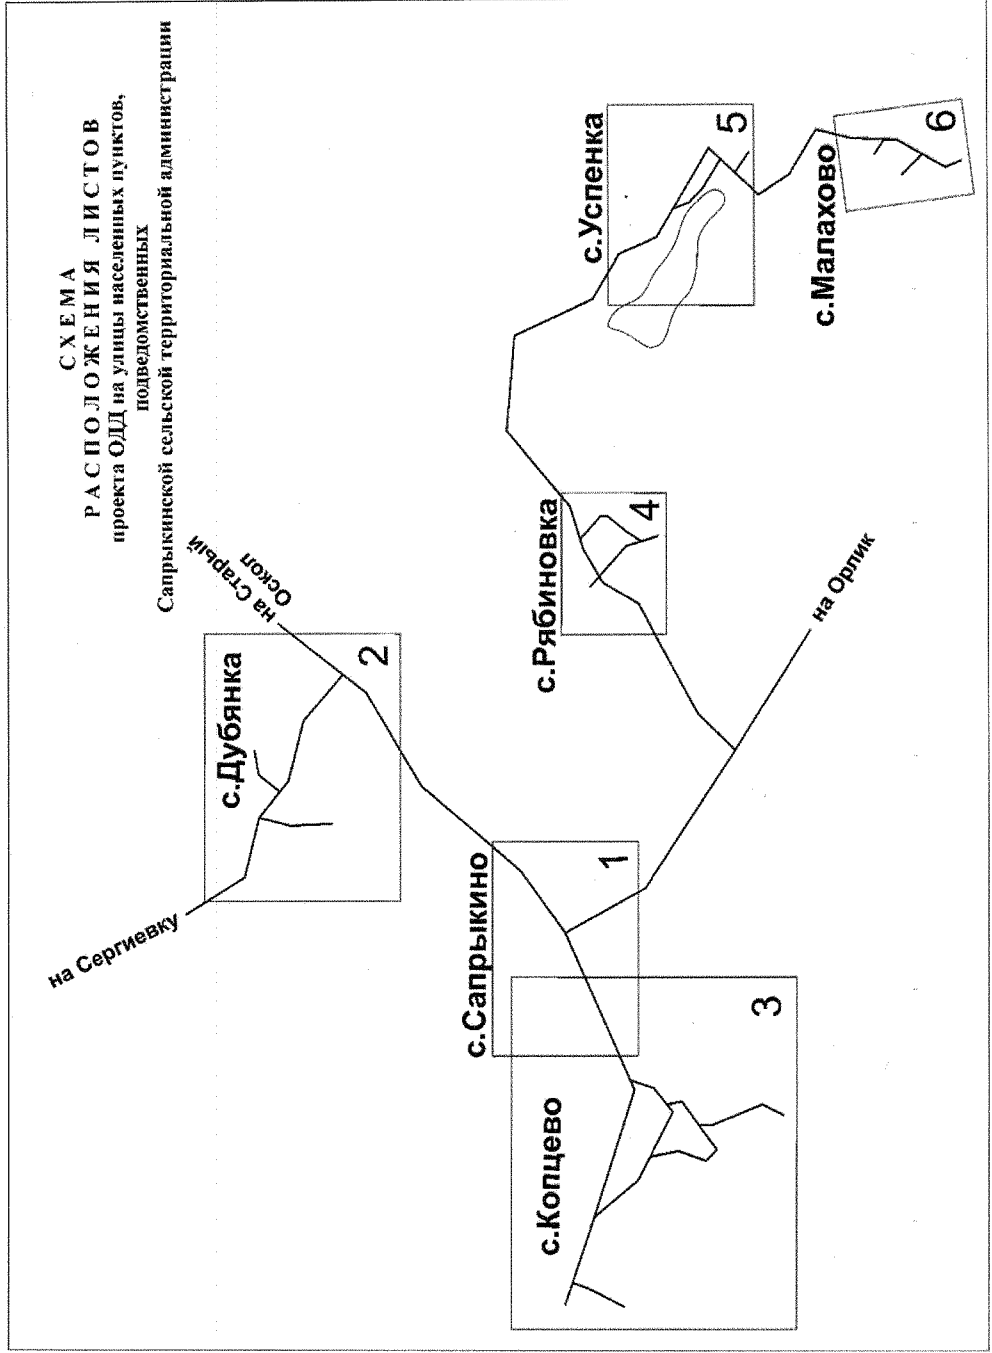 СХЕМА
РАСПОЛОЖЕНИЯ ЛИСТОВ
проекта ОДД на улицы населенных пунктов,
подведомственных
Сапрыкинской сельской территориальной администрации
на Сергиевку
с.Дубянка
2
на Старый
Оскол
с.Сапрыкино
1
с.Копцево
3
с.Рябиновка
4
на Орлик
с.Успенка
5
с.Малахово
6